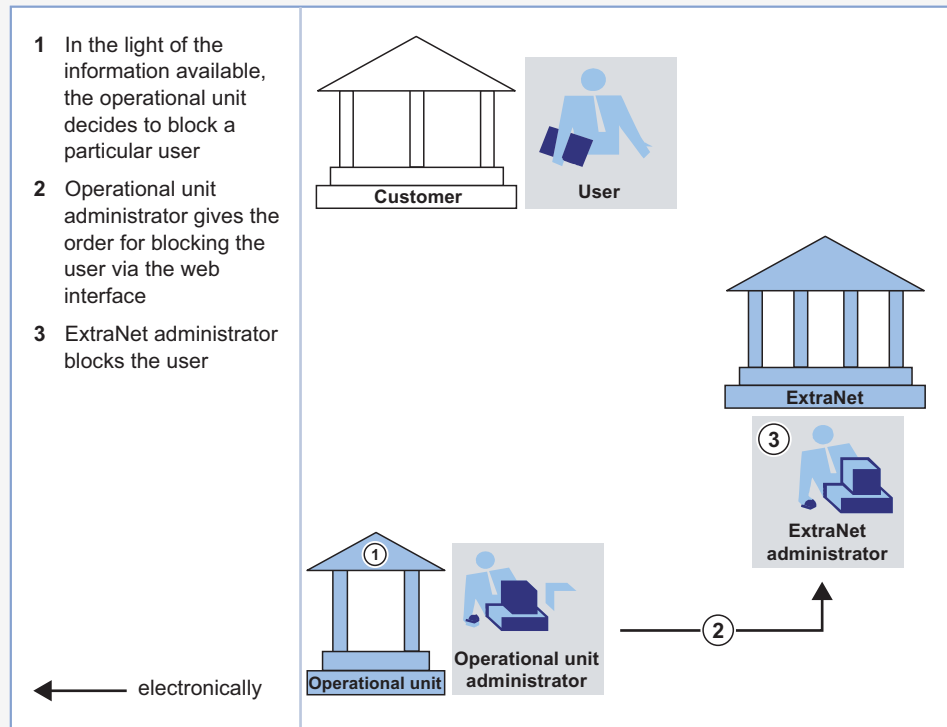 1 In the light of the
information available,
the operational unit
decides to block a
particular user
2 Operational unit
administrator gives the
order for blocking the
user via the web
interface
3 ExtraNet administrator
blocks the user
electronically
Customer
User
ExtraNet
3
ExtraNet
administrator
1
Operational unit
Operational unit
administrator
2